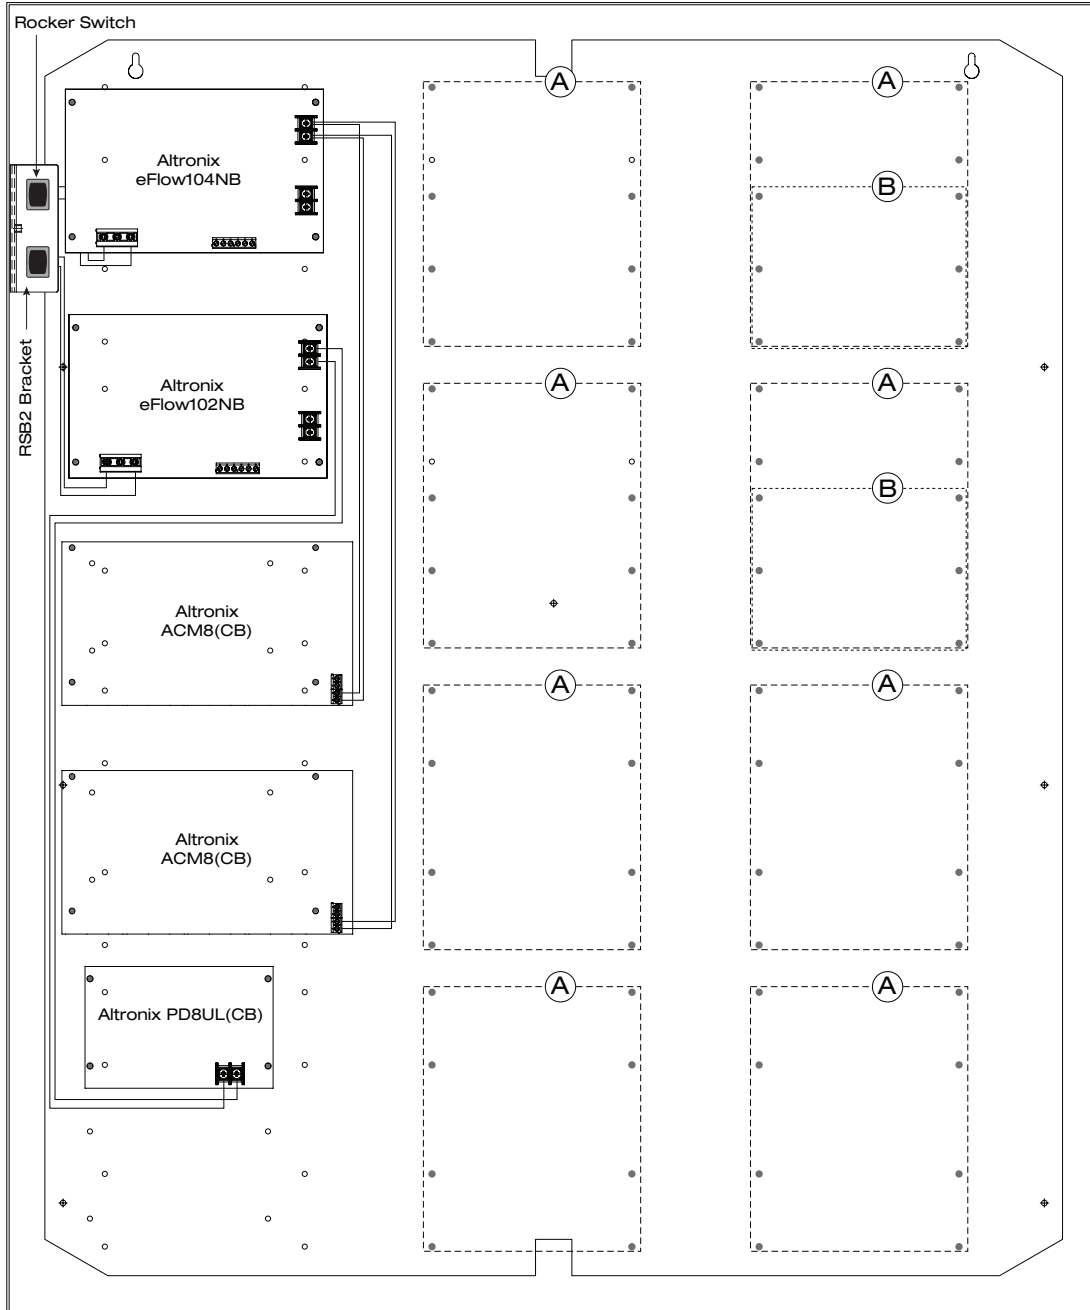 Rocker Switch
A
A
Altronix
eFlow104NB
B
RSB2 Bracket
Altronix
eFlow102NB
A
A
B
Altronix
ACM8(CB)
A
A
Altronix
ACM8(CB)
A
A
Altronix PD8UL(CB)